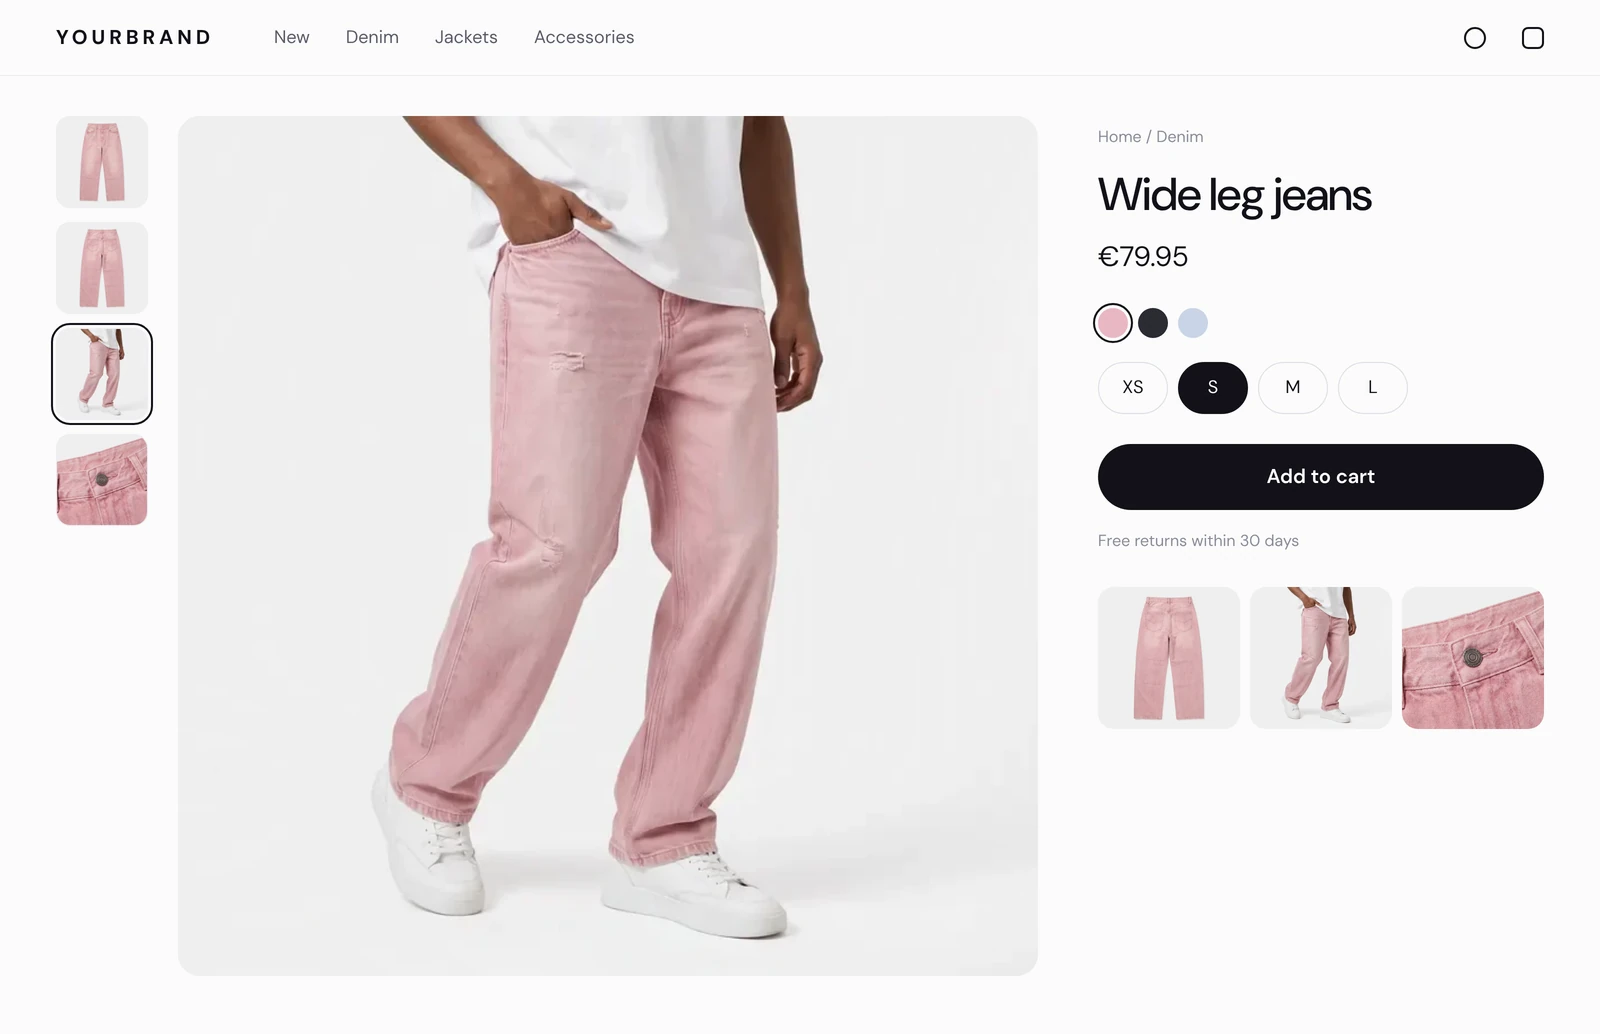 YOURBRAND
New
Denim
Jackets
Accessories
Home / Denim
Wide leg jeans
€79.95
XS
S
M
L
Add to cart
Free returns within 30 days